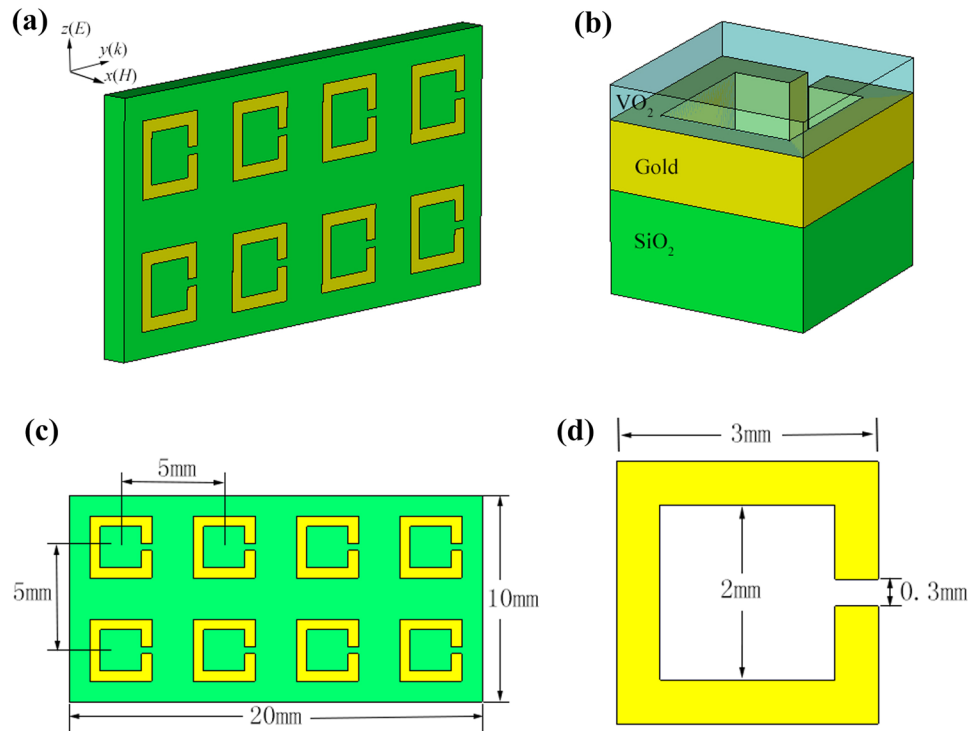 (a)
z(E)
y(k)
x(H)
(b)
VO₂
Gold
SiO₂
(c)
5mm
5mm
10mm
20mm
(d)
3mm
2mm
0.3mm